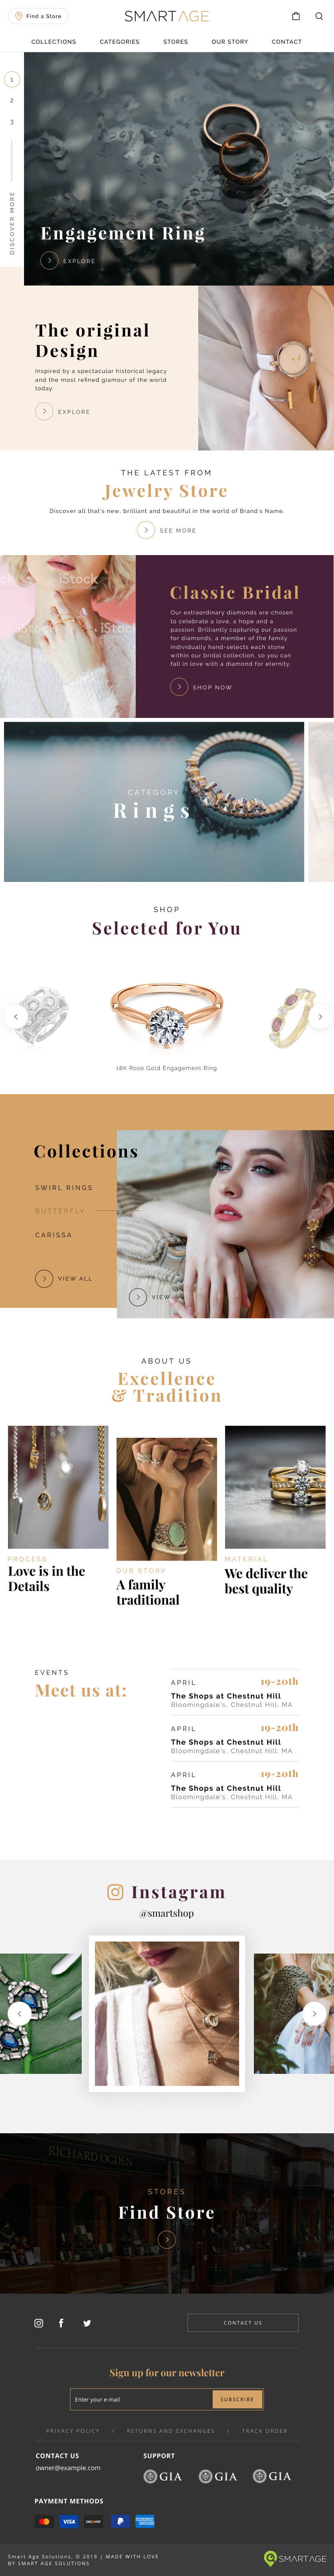 Find a Store
SMARTAGE
COLLECTIONS CATEGORIES STORES OUR STORY CONTACT
1
2
3
DISCOVER MORE
Engagement Ring
EXPLORE
The original
Design
Inspired by a spectacular historical legacy
and the most refined glamour of the world
today.
EXPLORE
THE LATEST FROM
Jewelry Store
Discover all that's new, brilliant and beautiful in the world of Brand's Name.
SEE MORE
iStock
Classic Bridal
Our extraordinary diamonds are chosen
to celebrate a love, a hope and a
passion. Brilliantly capturing our passion
for diamonds, a member of the family
individually hand-selects each stone
within our bridal collection, so you can
fall in love with a diamond for eternity.
SHOP NOW
CATEGORY
Rings
SHOP
Selected for You
18K Rose Gold Engagement Ring
Collections
SWIRL RINGS
BUTTERFLY
CARISSA
VIEW ALL
VIEW
ABOUT US
Excellence
& Tradition
PROCESS
Love is in the
Details
OUR STORY
A family
traditional
MATERIAL
We deliver the
best quality
EVENTS
Meet us at:
APRIL 19-20th
The Shops at Chestnut Hill
Bloomingdale's, Chestnut Hill, MA
APRIL 19-20th
The Shops at Chestnut Hill
Bloomingdale's, Chestnut Hill, MA
APRIL 19-20th
The Shops at Chestnut Hill
Bloomingdale's, Chestnut Hill, MA
Instagram
@smartshop
RICHARD OGDEN
STORES
Find Store
CONTACT US
Sign up for our newsletter
Enter your e-mail
SUBSCRIBE
PRIVACY POLICY / RETURNS AND EXCHANGES / TRACK ORDER
CONTACT US
owner@example.com
SUPPORT
GIA GIA GIA
PAYMENT METHODS
VISA
Smart Age Solutions, © 2019 | MADE WITH LOVE
BY SMART AGE SOLUTIONS
SMARTAGE